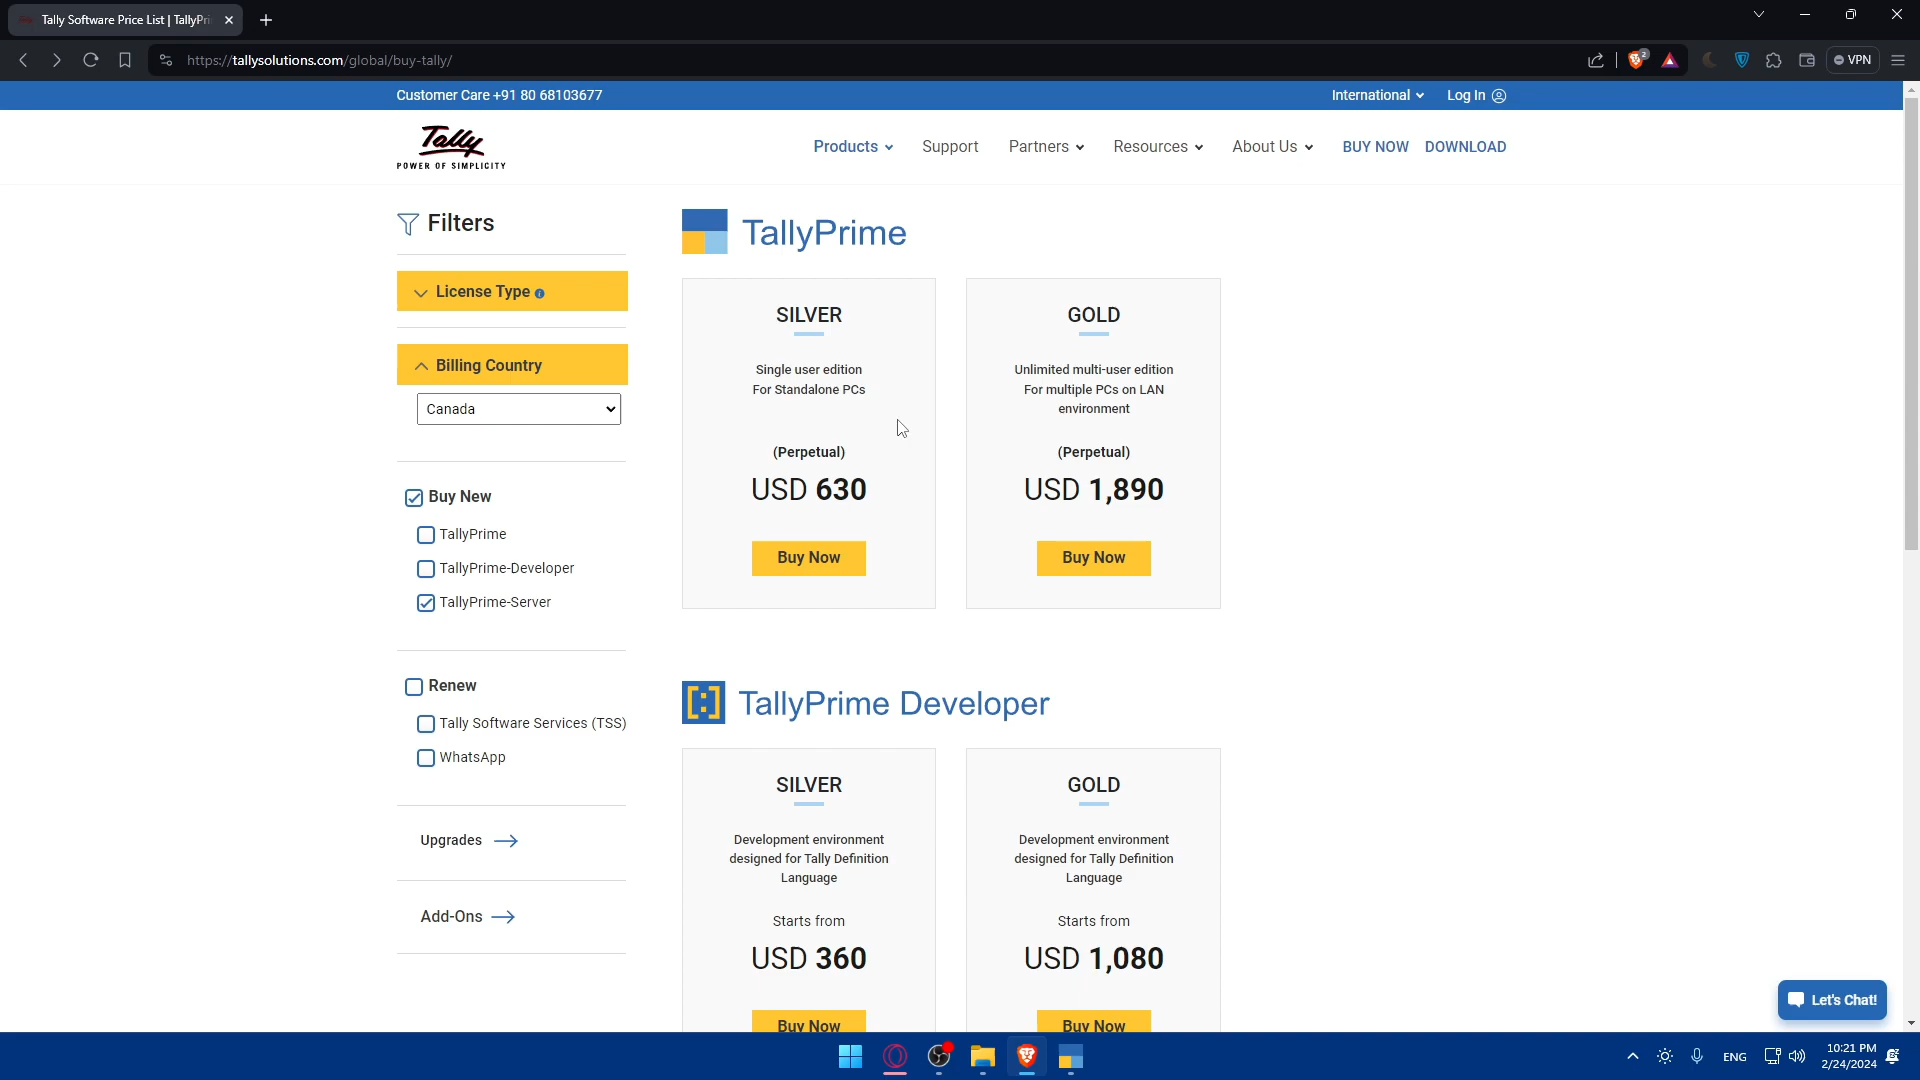 Tally Software Price List | TallyPri
https://tallysolutions.com/global/buy-tally/
2
VPN
Customer Care +91 80 68103677
International
Log In
Tally
POWER OF SIMPLICITY
Products
Support
Partners
Resources
About Us
BUY NOW
DOWNLOAD
Filters
License Type
Billing Country
Canada
Buy New
TallyPrime
TallyPrime-Developer
TallyPrime-Server
Renew
Tally Software Services (TSS)
WhatsApp
Upgrades
Add-Ons
TallyPrime
SILVER
Single user edition
For Standalone PCs
(Perpetual)
USD 630
Buy Now
GOLD
Unlimited multi-user edition
For multiple PCs on LAN
environment
(Perpetual)
USD 1,890
Buy Now
TallyPrime Developer
SILVER
Development environment
designed for Tally Definition
Language
Starts from
USD 360
Buy Now
GOLD
Development environment
designed for Tally Definition
Language
Starts from
USD 1,080
Buy Now
Let's Chat!
ENG
10:21 PM
2/24/2024